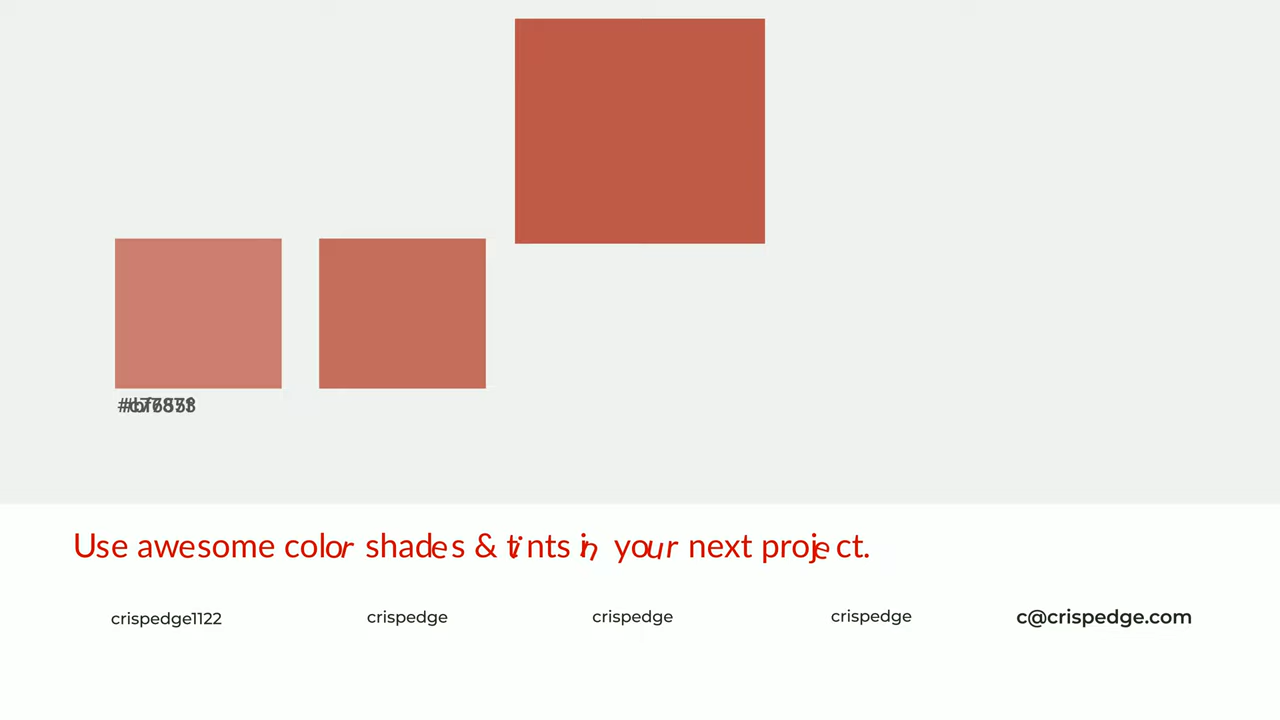 Use awesome color shades & tints in your next project.
crispedge1122 crispedge crispedge crispedge c@crispedge.com